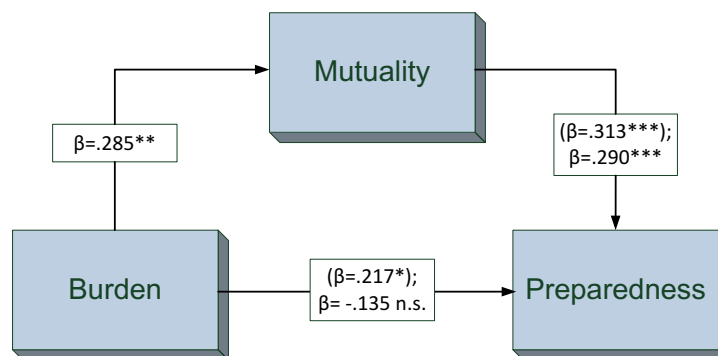 Mutuality
β=.285**
(β=.313***);
β=.290***
Burden
(β=.217*);
β= -.135 n.s.
Preparedness